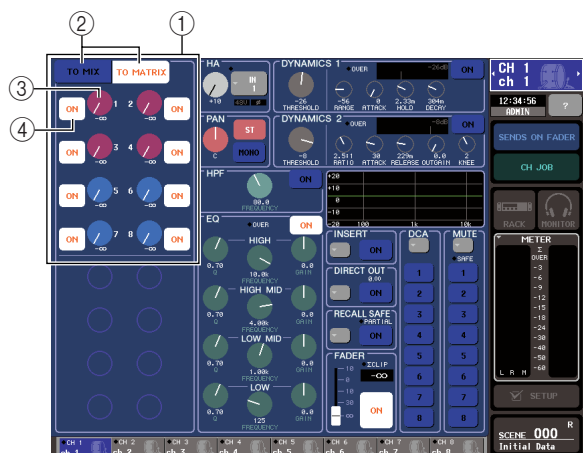 ② ①
③
④
TO MIX TO MATRIX
ON 1 2 ON
-∞ -∞
ON 3 4 ON
-∞ -∞
ON 5 6 ON
-∞ -∞
ON 7 8 ON
-∞ -∞
HA
+10
IN 1
48V Ø
PAN
C
ST
MONO
DYNAMICS 1
OVER -26dB ON
-26 -56 0 2.33m 304m
THRESHOLD RANGE ATTACK HOLD DECAY
DYNAMICS 2
OVER -8dB ON
-8 2.5:1 30 229m 0.0 2
THRESHOLD RATIO ATTACK RELEASE OUTGAIN KNEE
HPF
ON
80.0
FREQUENCY
+20
+10
0
-10
-20 100 1k 10k
EQ
OVER ON
HIGH
0.70 10.0k 0.0
Q FREQUENCY GAIN
HIGH MID
0.70 4.00k 0.0
Q FREQUENCY GAIN
LOW MID
0.70 1.00k 0.0
Q FREQUENCY GAIN
LOW
0.70 125 0.0
Q FREQUENCY GAIN
INSERT
ON
DIRECT OUT
0.00
ON
RECALL SAFE
PARTIAL
ON
FADER
ΣCLIP
-∞
10
0
-10
-30
-∞
ON
DCA
1
2
3
4
5
6
7
8
MUTE
SAFE
1
2
3
4
5
6
7
8
CH 1
ch 1
12:34:56
ADMIN
?
SENDS ON FADER
CH JOB
RACK MONITOR
METER
Σ
OVER
-3
-6
-9
-12
-15
-18
-24
-30
-40
-50
-60
L R M
SETUP
R
SCENE 000
Initial Data
CH 1 CH 2 CH 3 CH 4 CH 5 CH 6 CH 7 CH 8
ch 1 ch 2 ch 3 ch 4 ch 5 ch 6 ch 7 ch 8